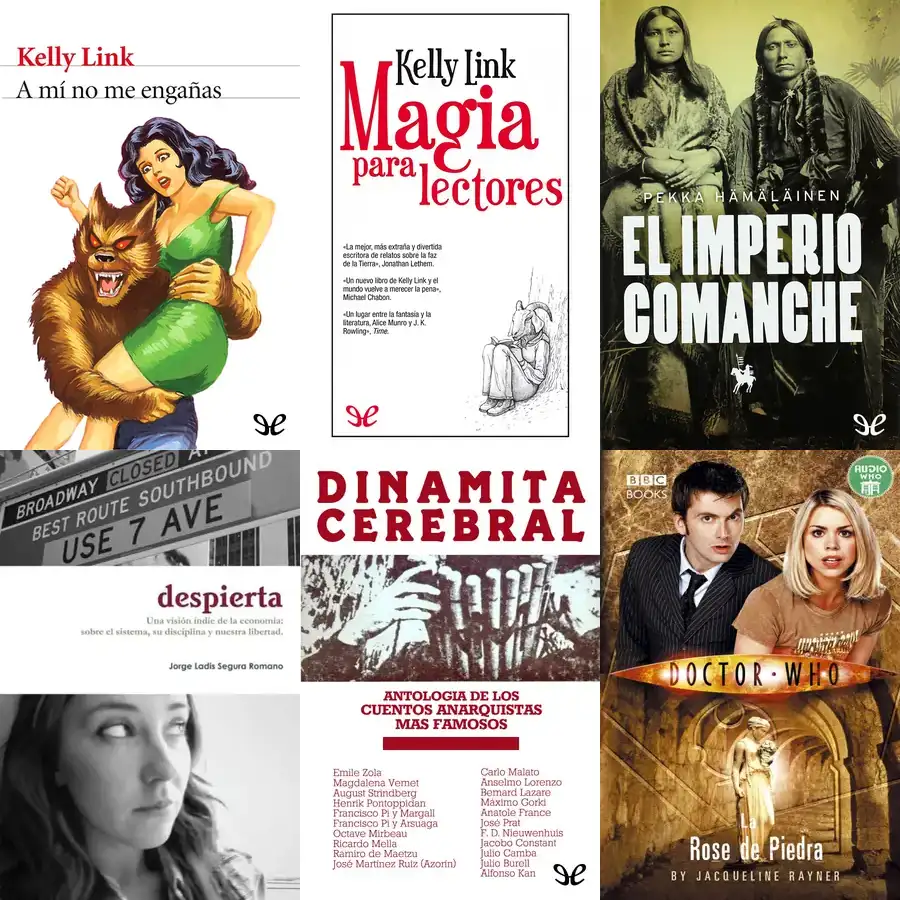 Kelly Link
A mí no me engañas
Kelly Link
Magia
para
lectores
«La mejor, más extraña y divertida
escritora de relatos sobre la faz
de la Tierra», Jonathan Lethem.
«Un nuevo libro de Kelly Link y el
mundo vuelve a merecer la pena»,
Michael Chabon.
«Un lugar entre la fantasía y la
literatura, Alice Munro y J. K.
Rowling», Time.
PEKKA HÄMÄLÄINEN
EL IMPERIO
COMANCHE
BROADWAY CLOSED
BEST ROUTE SOUTHBOUND
USE 7 AVE
despierta
Una visión índie de la economía:
sobre el sistema, su disciplina y nuestra libertad.
Jorge Ladis Segura Romano
DINAMITA
CEREBRAL
ANTOLOGIA DE LOS
CUENTOS ANARQUISTAS
MAS FAMOSOS
Emile Zola
Magdalena Vernet
August Strindberg
Henrik Pontoppidan
Francisco Pi y Margall
Francisco Pi y Arsuaga
Octave Mirbeau
Ricardo Mella
Ramiro de Maetzu
José Martínez Ruiz (Azorín)
Carlo Malato
Anselmo Lorenzo
Bernard Lazare
Máximo Gorki
Anatole France
José Prat
F. D. Nieuwenhuis
Jacobo Constant
Julio Camba
Julio Burell
Alfonso Kan
BBC
BOOKS
AUDIO
WHO
DOCTOR·WHO
La
Rose de Piedra
BY JACQUELINE RAYNER